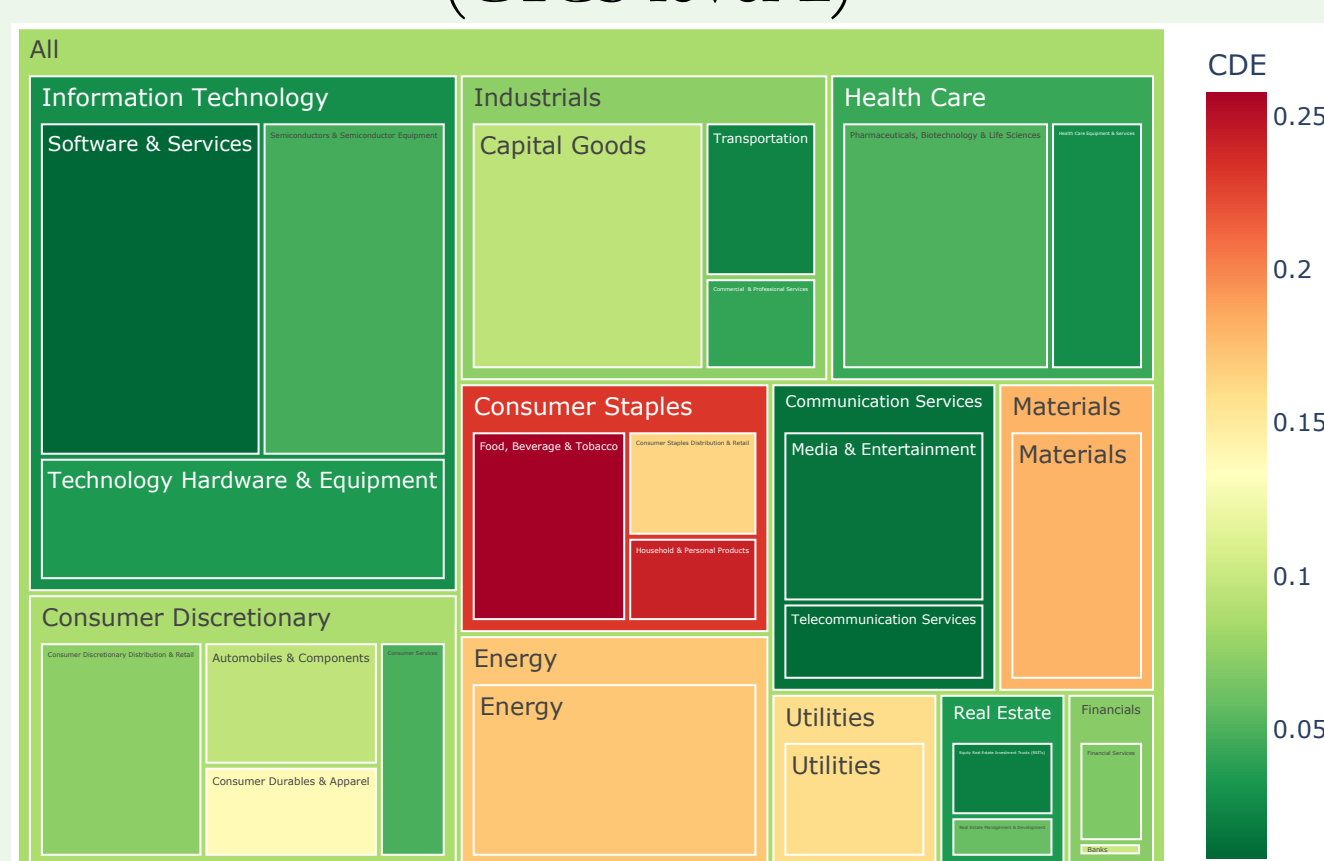 All
Information Technology
Software & Services
Semiconductors & Semiconductor Equipment
Technology Hardware & Equipment
Industrials
Capital Goods
Transportation
Commercial & Professional Services
Health Care
Pharmaceuticals, Biotechnology & Life Sciences
Health Care Equipment & Services
Consumer Staples
Food, Beverage & Tobacco
Consumer Staples Distribution & Retail
Household & Personal Products
Communication Services
Media & Entertainment
Telecommunication Services
Materials
Materials
Consumer Discretionary
Consumer Discretionary Distribution & Retail
Automobiles & Components
Consumer Services
Consumer Durables & Apparel
Energy
Energy
Utilities
Utilities
Real Estate
Equity Real Estate Investment Trusts (REITs)
Real Estate Management & Development
Financials
Financial Services
Banks
CDE
0.25
0.2
0.15
0.1
0.05